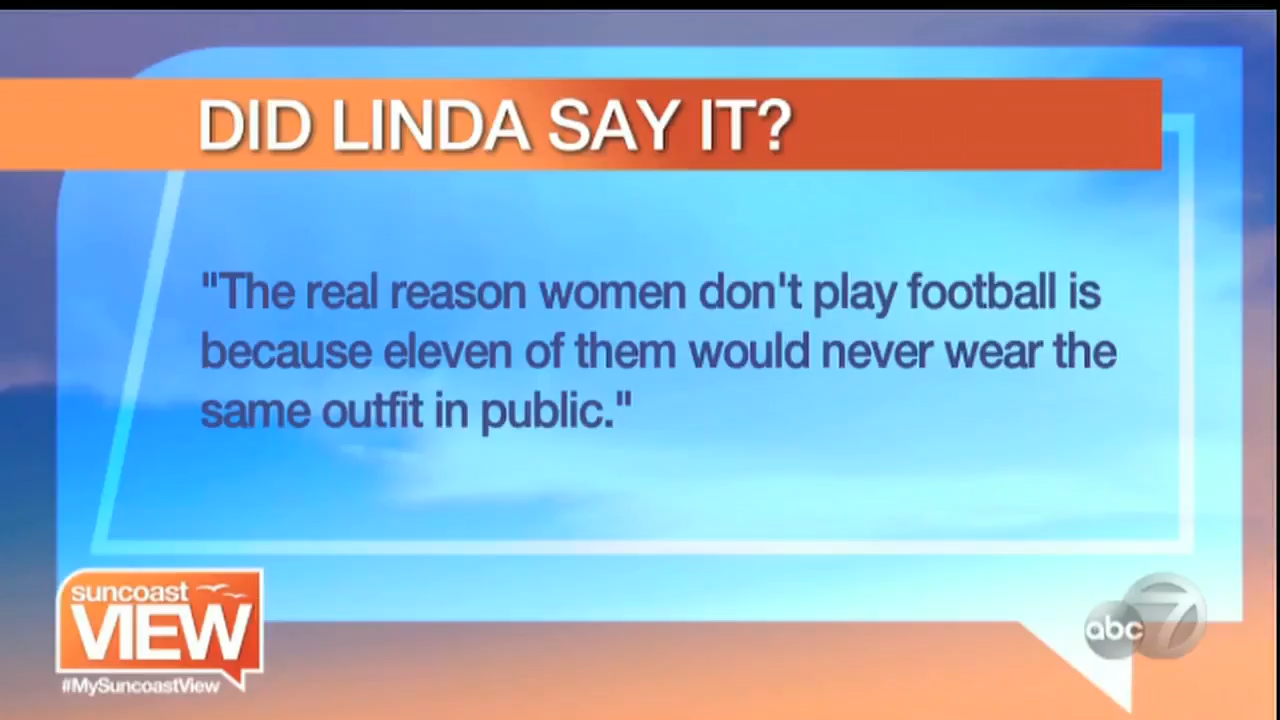 DID LINDA SAY IT?
"The real reason women don't play football is
because eleven of them would never wear the
same outfit in public."
suncoast
VIEW
#MySuncoastView
abc 7